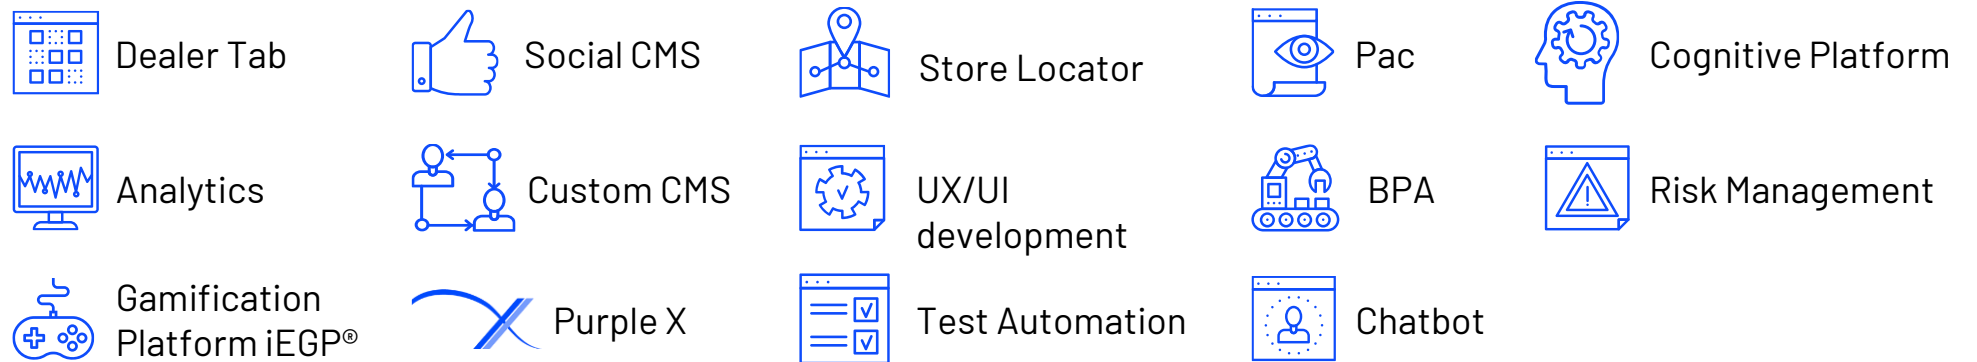 Dealer Tab
Social CMS
Store Locator
Pac
Cognitive Platform
Analytics
Custom CMS
UX/UI
development
BPA
Risk Management
Gamification
Platform iEGP®
Purple X
Test Automation
Chatbot